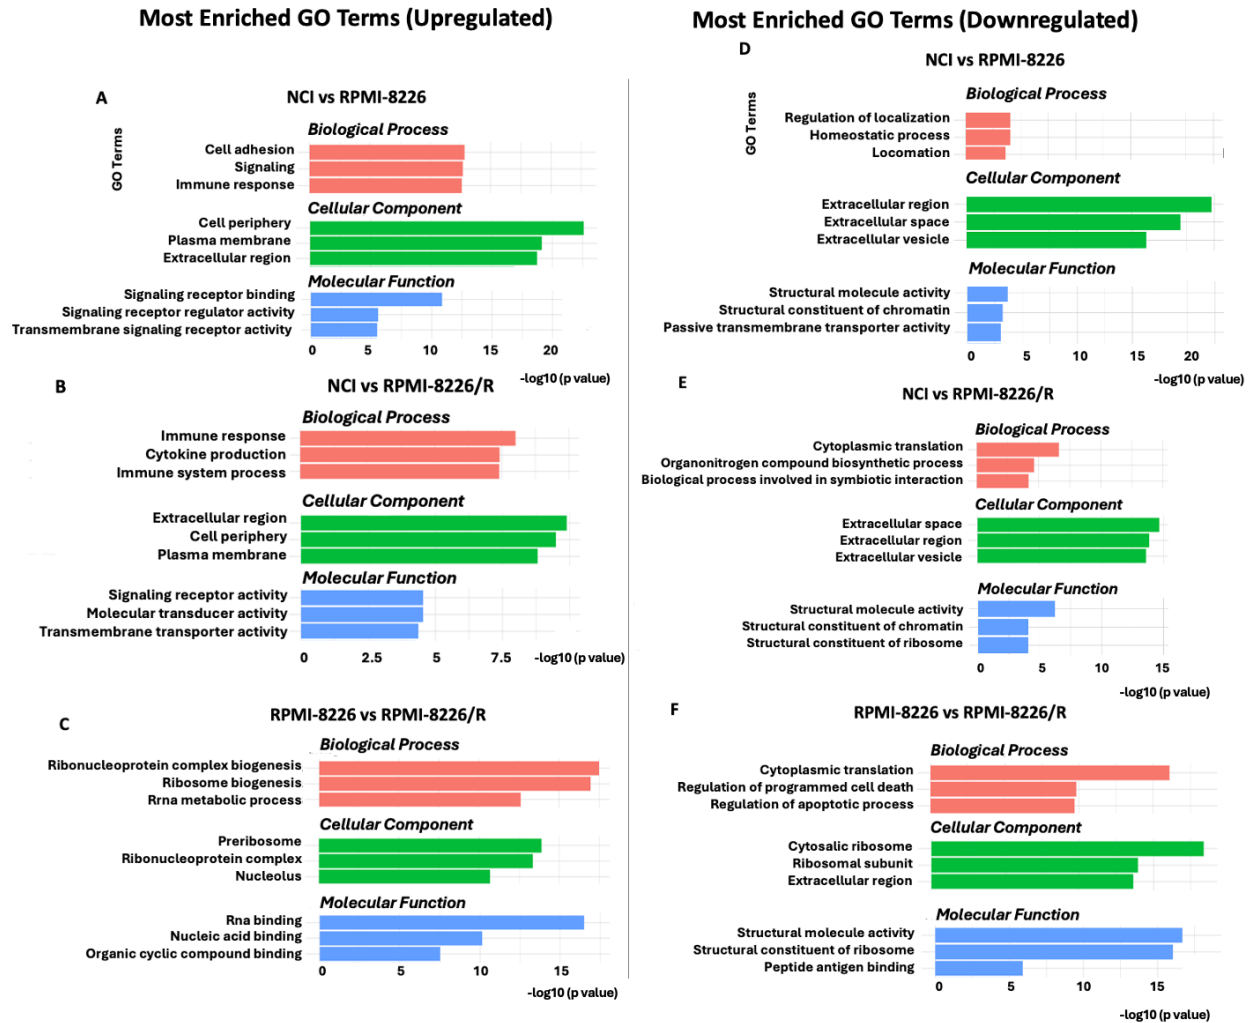 Most Enriched GO Terms (Upregulated)
A
NCI vs RPMI-8226
GO Terms
Biological Process
Cell adhesion
Signaling
Immune response
Cellular Component
Cell periphery
Plasma membrane
Extracellular region
Molecular Function
Signaling receptor binding
Signaling receptor regulator activity
Transmembrane signaling receptor activity
0 5 10 15 20
-log10 (p value)
B
NCI vs RPMI-8226/R
Biological Process
Immune response
Cytokine production
Immune system process
Cellular Component
Extracellular region
Cell periphery
Plasma membrane
Molecular Function
Signaling receptor activity
Molecular transducer activity
Transmembrane transporter activity
0 2.5 5 7.5 -log10 (p value)
C
RPMI-8226 vs RPMI-8226/R
Biological Process
Ribonucleoprotein complex biogenesis
Ribosome biogenesis
Rrna metabolic process
Cellular Component
Preribosome
Ribonucleoprotein complex
Nucleolus
Molecular Function
Rna binding
Nucleic acid binding
Organic cyclic compound binding
0 5 10 15
-log10 (p value)
Most Enriched GO Terms (Downregulated)
D
NCI vs RPMI-8226
GO Terms
Biological Process
Regulation of localization
Homeostatic process
Locomation
Cellular Component
Extracellular region
Extracellular space
Extracellular vesicle
Molecular Function
Structural molecule activity
Structural constituent of chromatin
Passive transmembrane transporter activity
0 5 10 15 20
-log10 (p value)
E
NCI vs RPMI-8226/R
Biological Process
Cytoplasmic translation
Organonitrogen compound biosynthetic process
Biological process involved in symbiotic interaction
Cellular Component
Extracellular space
Extracellular region
Extracellular vesicle
Molecular Function
Structural molecule activity
Structural constituent of chromatin
Structural constituent of ribosome
0 5 10 15
-log10 (p value)
F
RPMI-8226 vs RPMI-8226/R
Biological Process
Cytoplasmic translation
Regulation of programmed cell death
Regulation of apoptotic process
Cellular Component
Cytosalic ribosome
Ribosomal subunit
Extracellular region
Molecular Function
Structural molecule activity
Structural constituent of ribosome
Peptide antigen binding
0 5 10 15
-log10 (p value)